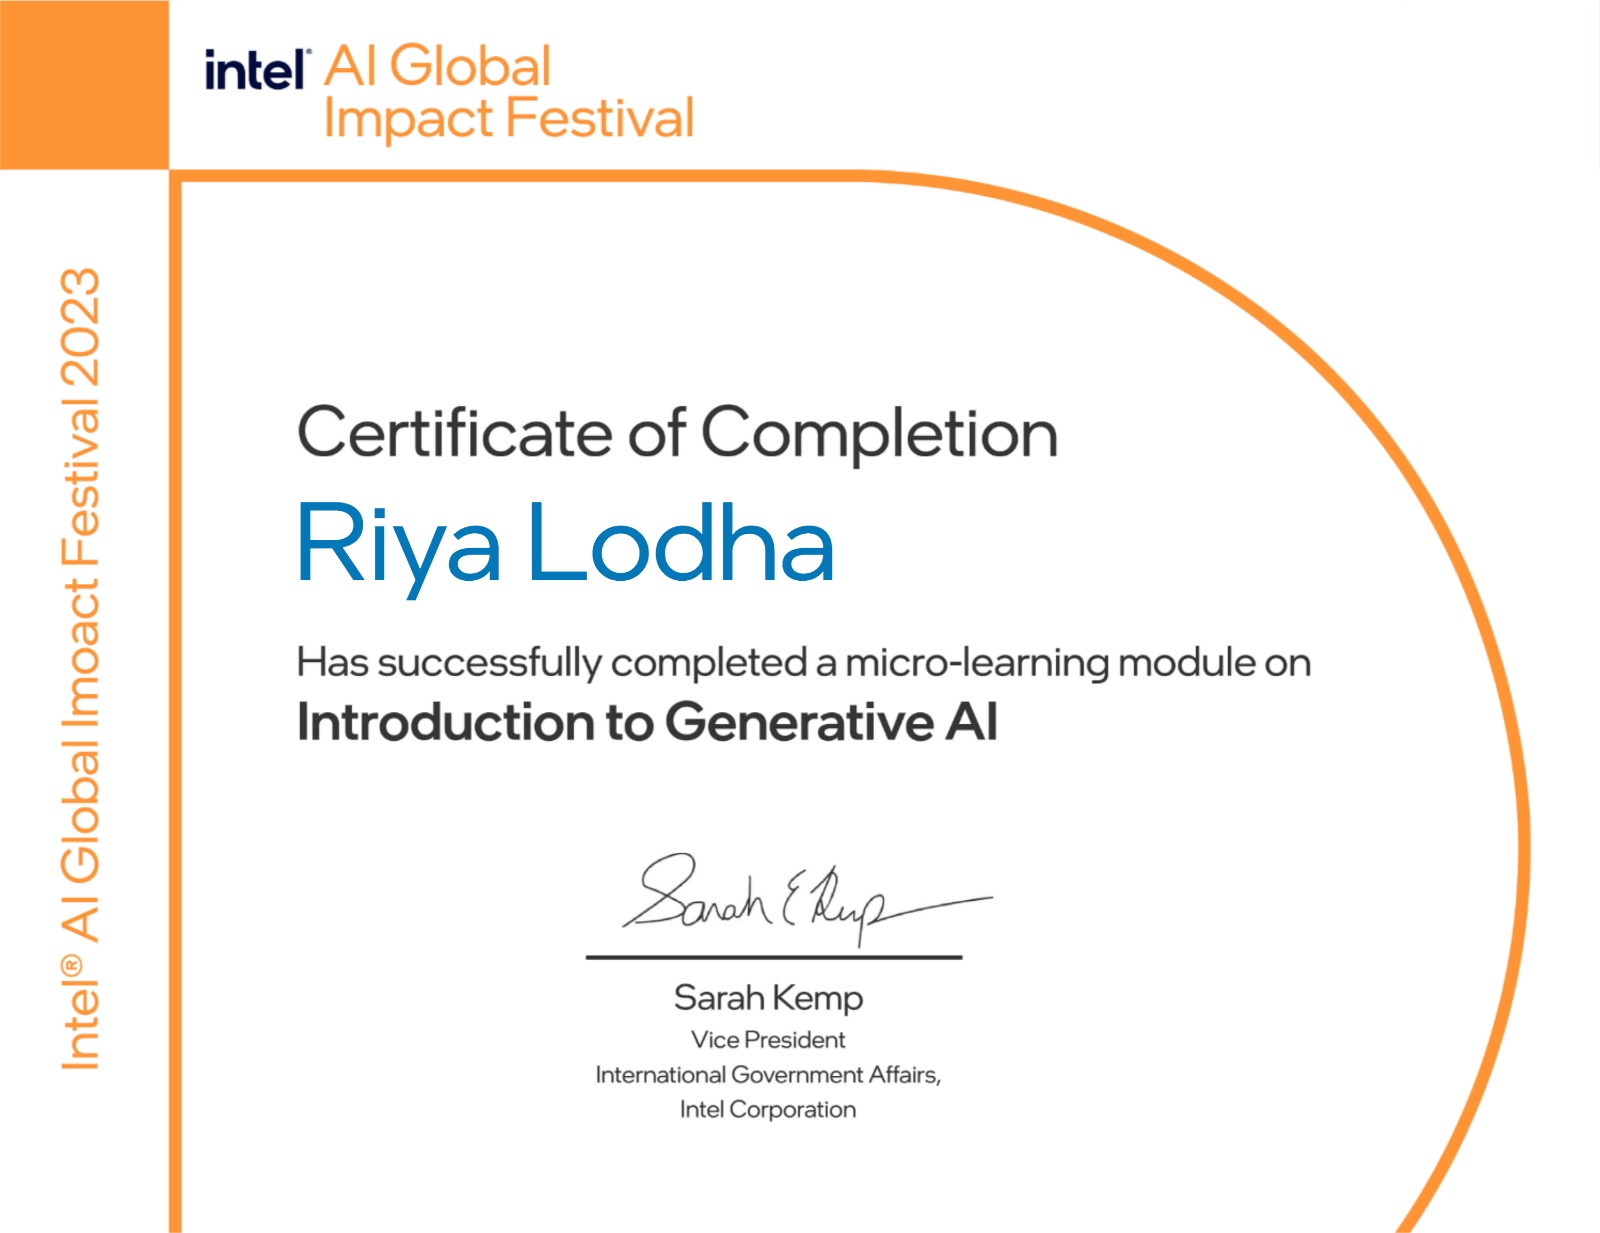 intel® AI Global
Impact Festival
Intel® AI Global Imoact Festival 2023
Certificate of Completion
Riya Lodha
Has successfully completed a micro-learning module on
Introduction to Generative AI
Sarah E Kemp
Sarah Kemp
Vice President
International Government Affairs,
Intel Corporation